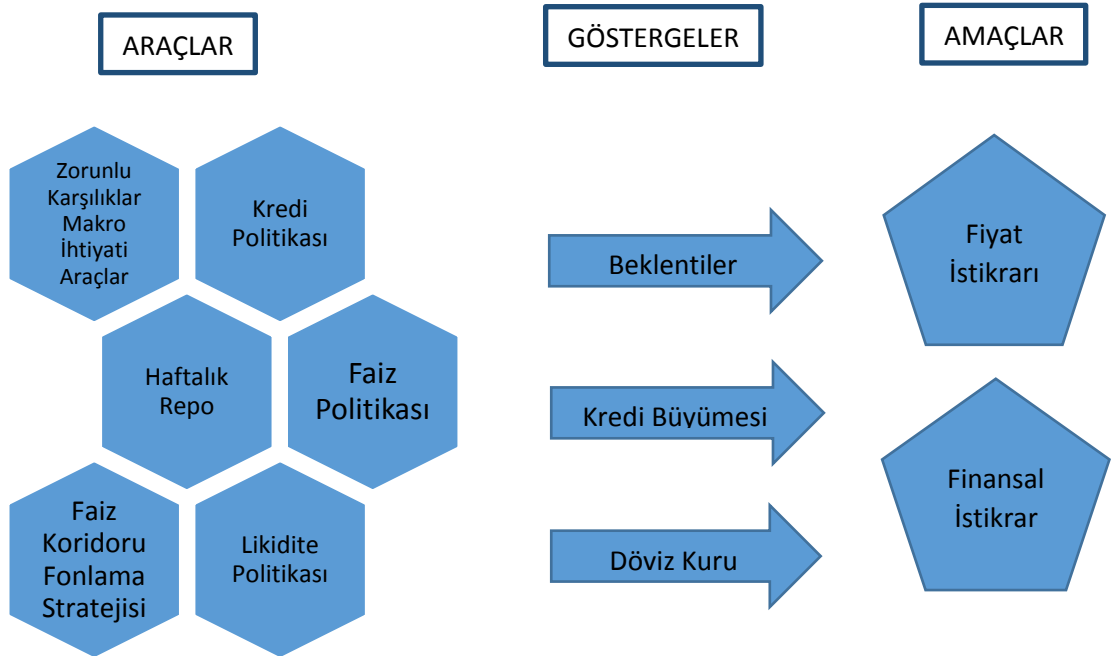 ARAÇLAR
GÖSTERGELER
AMAÇLAR
Zorunlu
Karşılıklar
Makro
İhtiyati
Araçlar
Kredi
Politikası
Haftalık
Repo
Faiz
Politikası
Faiz
Koridoru
Fonlama
Stratejisi
Likidite
Politikası
Beklentiler
Kredi Büyümesi
Döviz Kuru
Fiyat
İstikrarı
Finansal
İstikrar